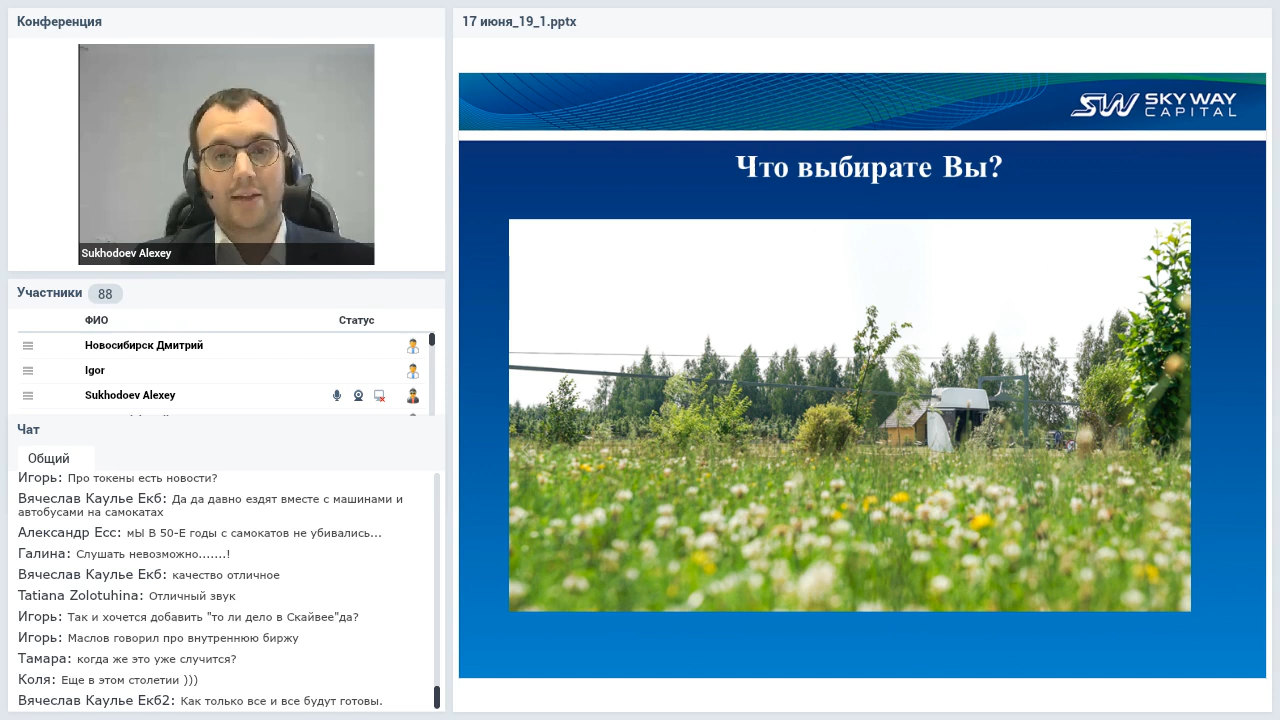 Конференция
Sukhodoev Alexey
Участники 88
ФИО Статус
Новосибирск Дмитрий
Igor
Sukhodoev Alexey
Чат
Общий
Игорь: Про токены есть новости?
Вячеслав Каулье Екб: Да да давно ездят вместе с машинами и
автобусами на самокатах
Александр Есс: мЫ В 50-Е годы с самокатов не убивались...
Галина: Слушать невозможно.......!
Вячеслав Каулье Екб: качество отличное
Tatiana Zolotuhina: Отличный звук
Игорь: Так и хочется добавить "то ли дело в Скайвее"да?
Игорь: Маслов говорил про внутреннюю биржу
Тамара: когда же это уже случится?
Коля: Еще в этом столетии )))
Вячеслав Каулье Екб2: Как только все и все будут готовы.
17 июня_19_1.pptx
SW SKY WAY
CAPITAL
Что выбирате Вы?